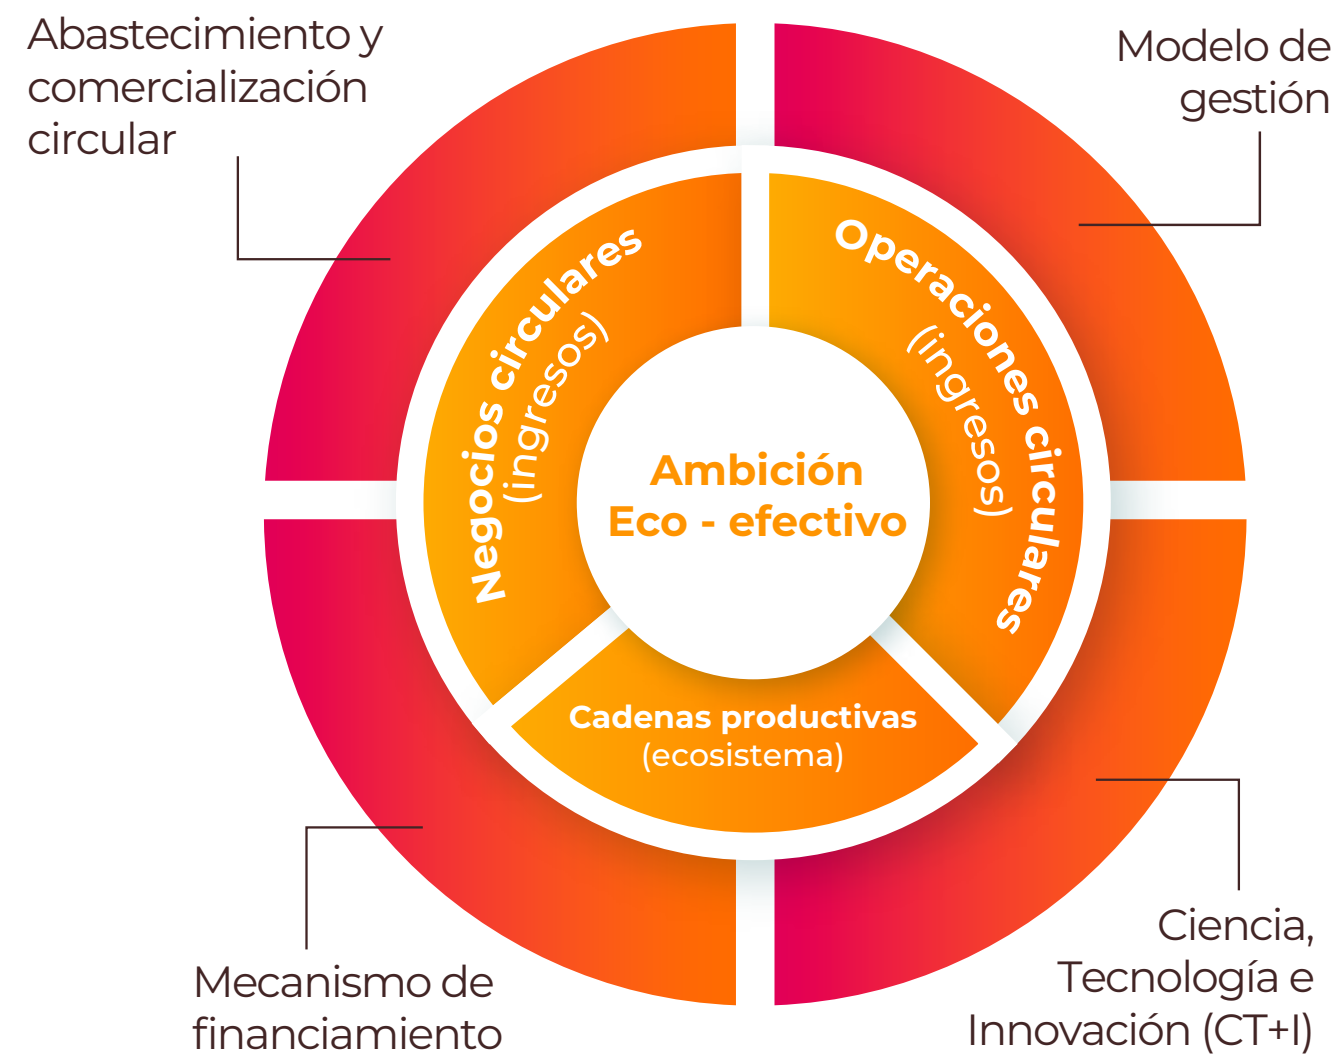 Abastecimiento y
comercialización
circular
Modelo de
gestión
Negocios circulares
(ingresos)
Operaciones circulares
(ingresos)
Ambición
Eco - efectivo
Cadenas productivas
(ecosistema)
Mecanismo de
financiamiento
Ciencia,
Tecnología e
Innovación (CT+I)